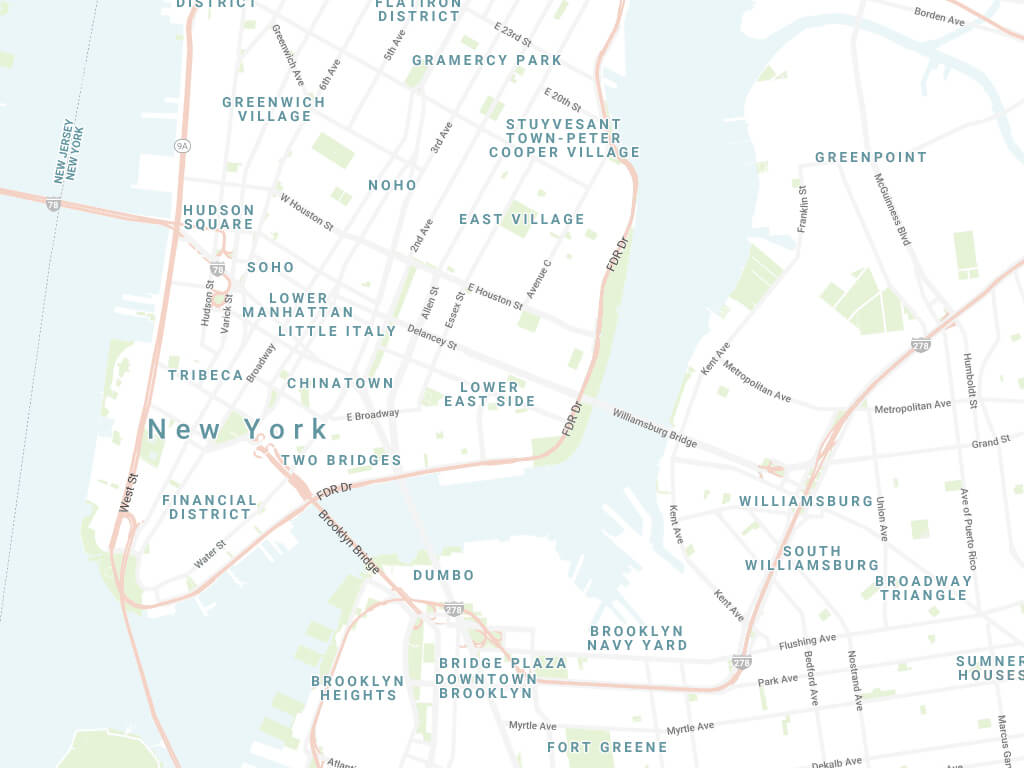 DISTRICT
FLATIRON
DISTRICT
Borden Ave
E 23rd St
5th Ave
Greenwich Ave
GRAMERCY PARK
6th Ave
E 20th St
GREENWICH
VILLAGE
STUYVESANT
TOWN-PETER
COOPER VILLAGE
3rd Ave
9A
NEW JERSEY
NEW YORK
GREENPOINT
NOHO
78
McGuinness Blvd
Franklin St
HUDSON
SQUARE
W Houston St
EAST VILLAGE
2nd Ave
FDR Dr
SOHO
78
Avenue C
LOWER
MANHATTAN
Hudson St
Varick St
Allen St
Essex St
E Houston St
LITTLE ITALY
Delancey St
278
Kent Ave
Broadway
TRIBECA
CHINATOWN
LOWER
EAST SIDE
Metropolitan Ave
Humboldt St
Metropolitan Ave
E Broadway
FDR Dr
Williamsburg Bridge
New York
Grand St
TWO BRIDGES
West St
FDR Dr
FINANCIAL
DISTRICT
WILLIAMSBURG
Kent Ave
Union Ave
Ave of Puerto Rico
Brooklyn Bridge
Water St
SOUTH
WILLIAMSBURG
DUMBO
BROADWAY
TRIANGLE
278
Kent Ave
BROOKLYN
NAVY YARD
Flushing Ave
278
BRIDGE PLAZA
DOWNTOWN
BROOKLYN
BROOKLYN
HEIGHTS
Park Ave
Bedford Ave
Nostrand Ave
SUMNER
HOUSES
Myrtle Ave
Myrtle Ave
Marcus Gar
FORT GREENE
Atlantic
Dekalb Ave